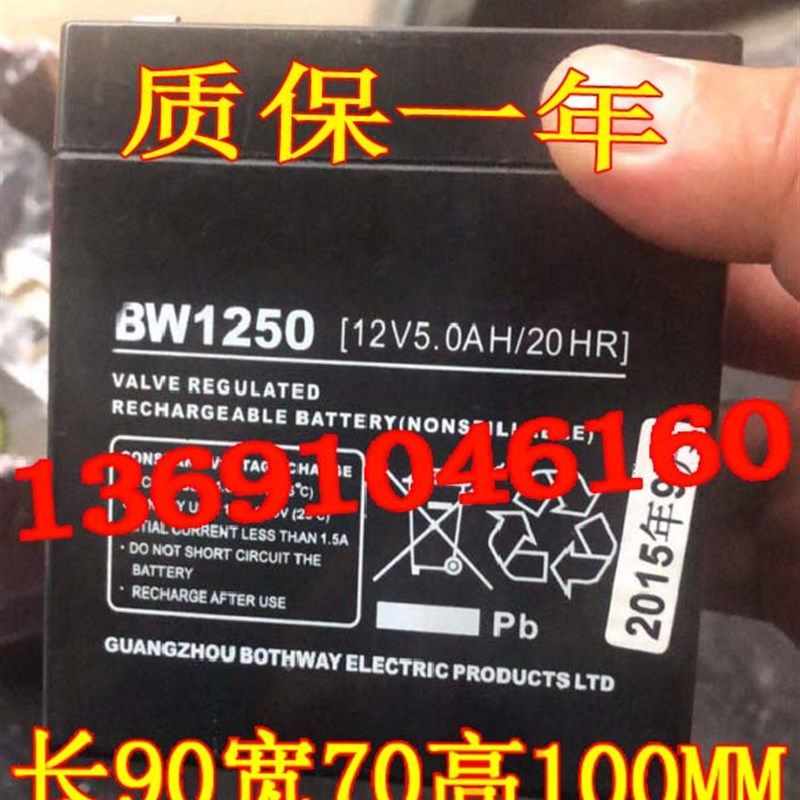 质保一年
BW1250 [12V5.0AH/20HR]
VALVE REGULATED
RECHARGEABLE BATTERY
13691046160
CURRENT LESS THAN 1.5A
· DO NOT SHORT CIRCUIT THE
BATTERY
· RECHARGE AFTER USE
Pb
2015年9
GUANGZHOU BOTHWAY ELECTRIC PRODUCTS LTD
长90宽70高100MM